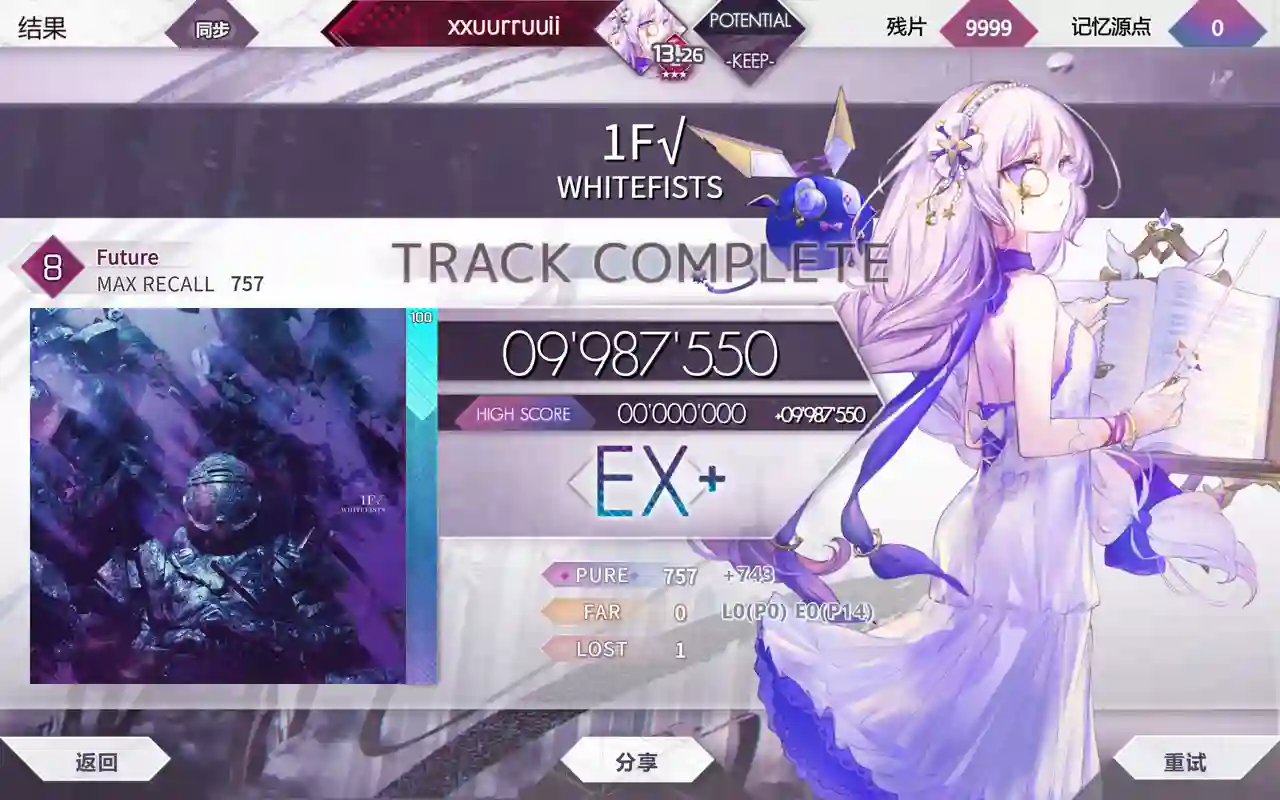 结果
同步
xxuurruuii
13.26
POTENTIAL
-KEEP-
残片
9999
记忆源点
0
1F√
WHITEFISTS
8
Future
MAX RECALL 757
TRACK COMPLETE
100
09'987'550
HIGH SCORE 00'000'000 +09'987'550
EX+
1F√
WHITEFISTS
PURE 757 +743
FAR 0 L0(P0) E0(P14)
LOST 1
返回
分享
重试